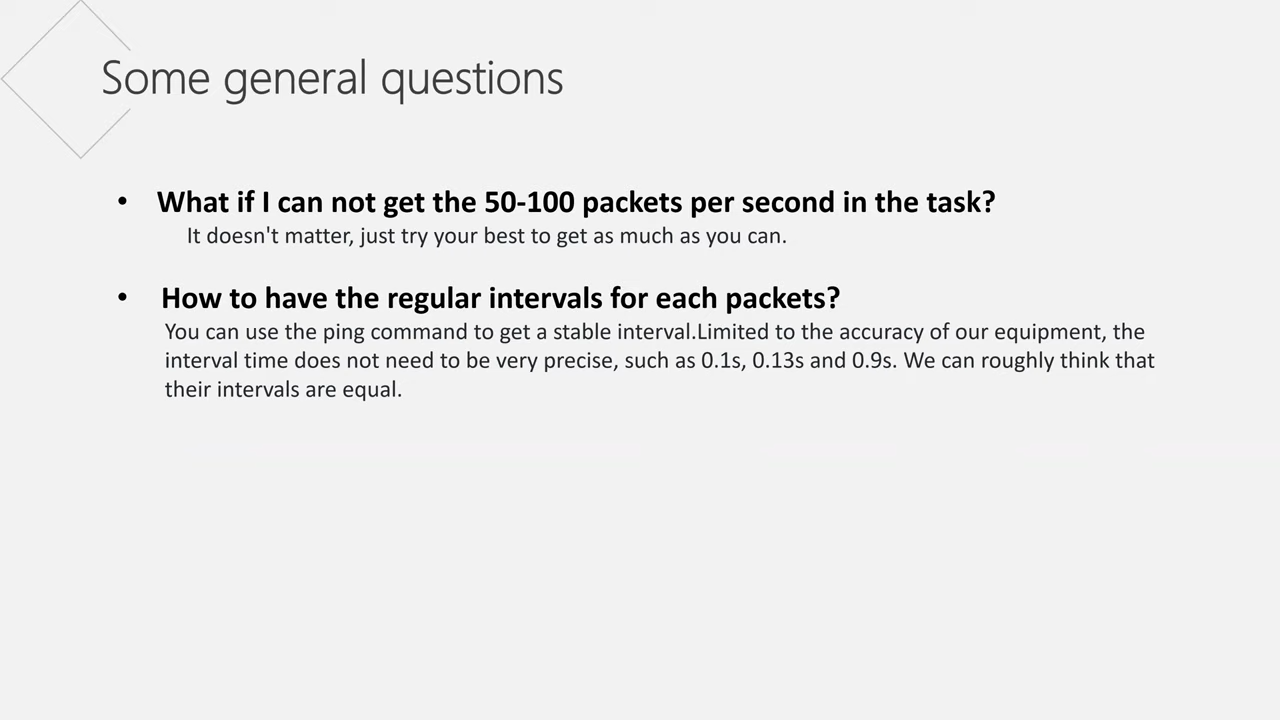 Some general questions
• What if I can not get the 50-100 packets per second in the task?
It doesn't matter, just try your best to get as much as you can.
• How to have the regular intervals for each packets?
You can use the ping command to get a stable interval.Limited to the accuracy of our equipment, the
interval time does not need to be very precise, such as 0.1s, 0.13s and 0.9s. We can roughly think that
their intervals are equal.